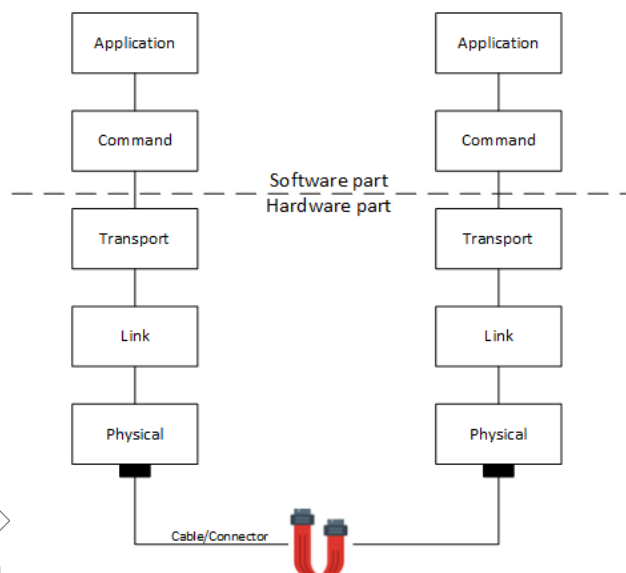 Application
Application
Command
Command
Software part
Hardware part
Transport
Transport
Link
Link
Physical
Physical
Cable/Connector